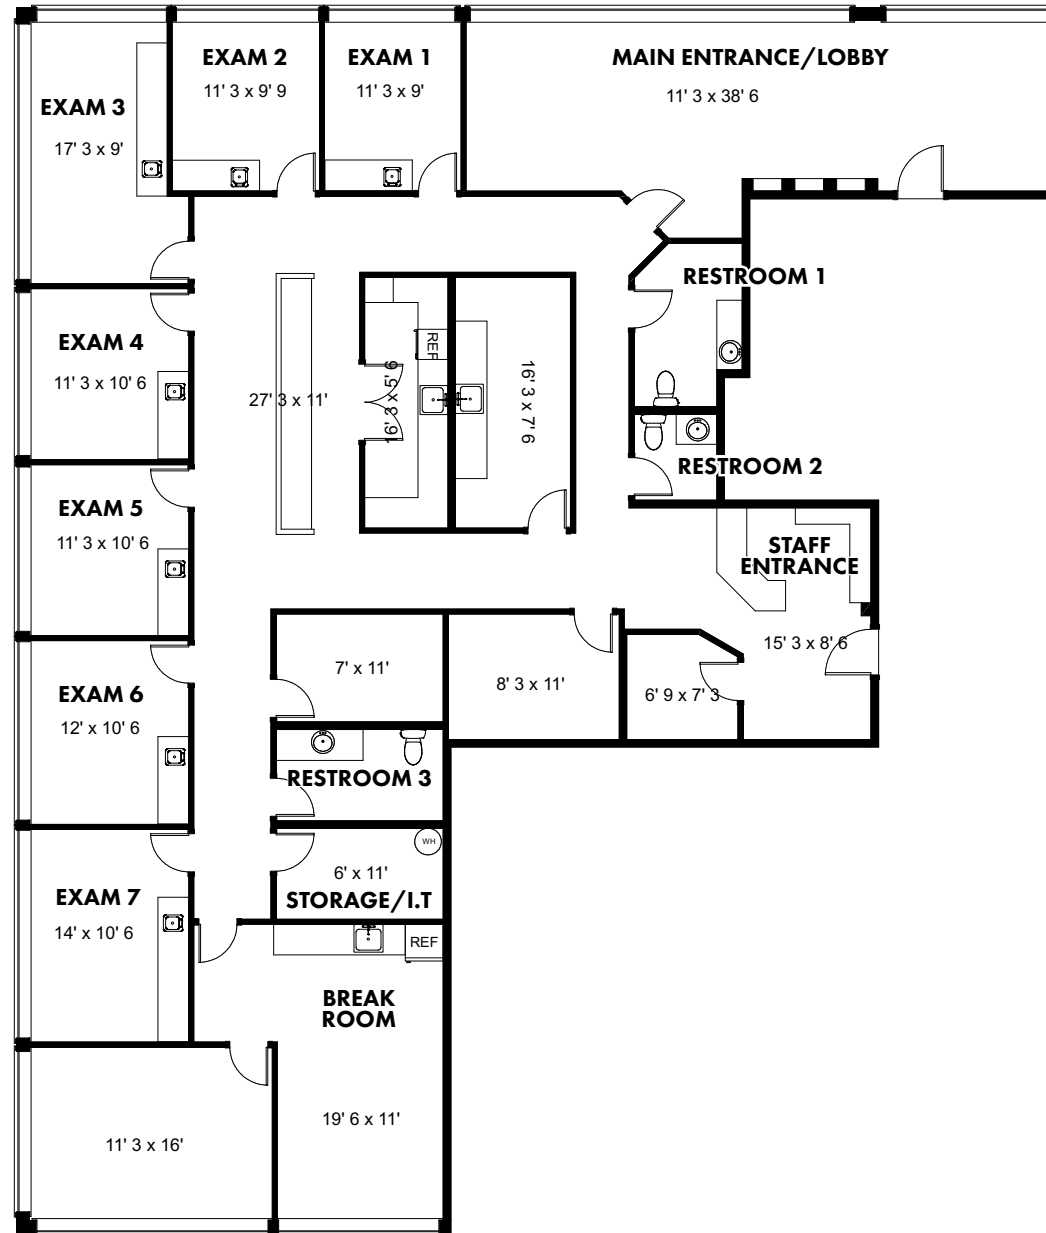 EXAM 2
11' 3 x 9' 9
EXAM 1
11' 3 x 9'
MAIN ENTRANCE/LOBBY
11' 3 x 38' 6
EXAM 3
17' 3 x 9'
RESTROOM 1
EXAM 4
11' 3 x 10' 6
27' 3 x 11'
REF
16' 3 x 5' 6
16' 3 x 7' 6
RESTROOM 2
EXAM 5
11' 3 x 10' 6
STAFF
ENTRANCE
15' 3 x 8' 6
7' x 11'
8' 3 x 11'
6' 9 x 7' 3
EXAM 6
12' x 10' 6
RESTROOM 3
WH
6' x 11'
STORAGE/I.T
EXAM 7
14' x 10' 6
REF
BREAK
ROOM
19' 6 x 11'
11' 3 x 16'